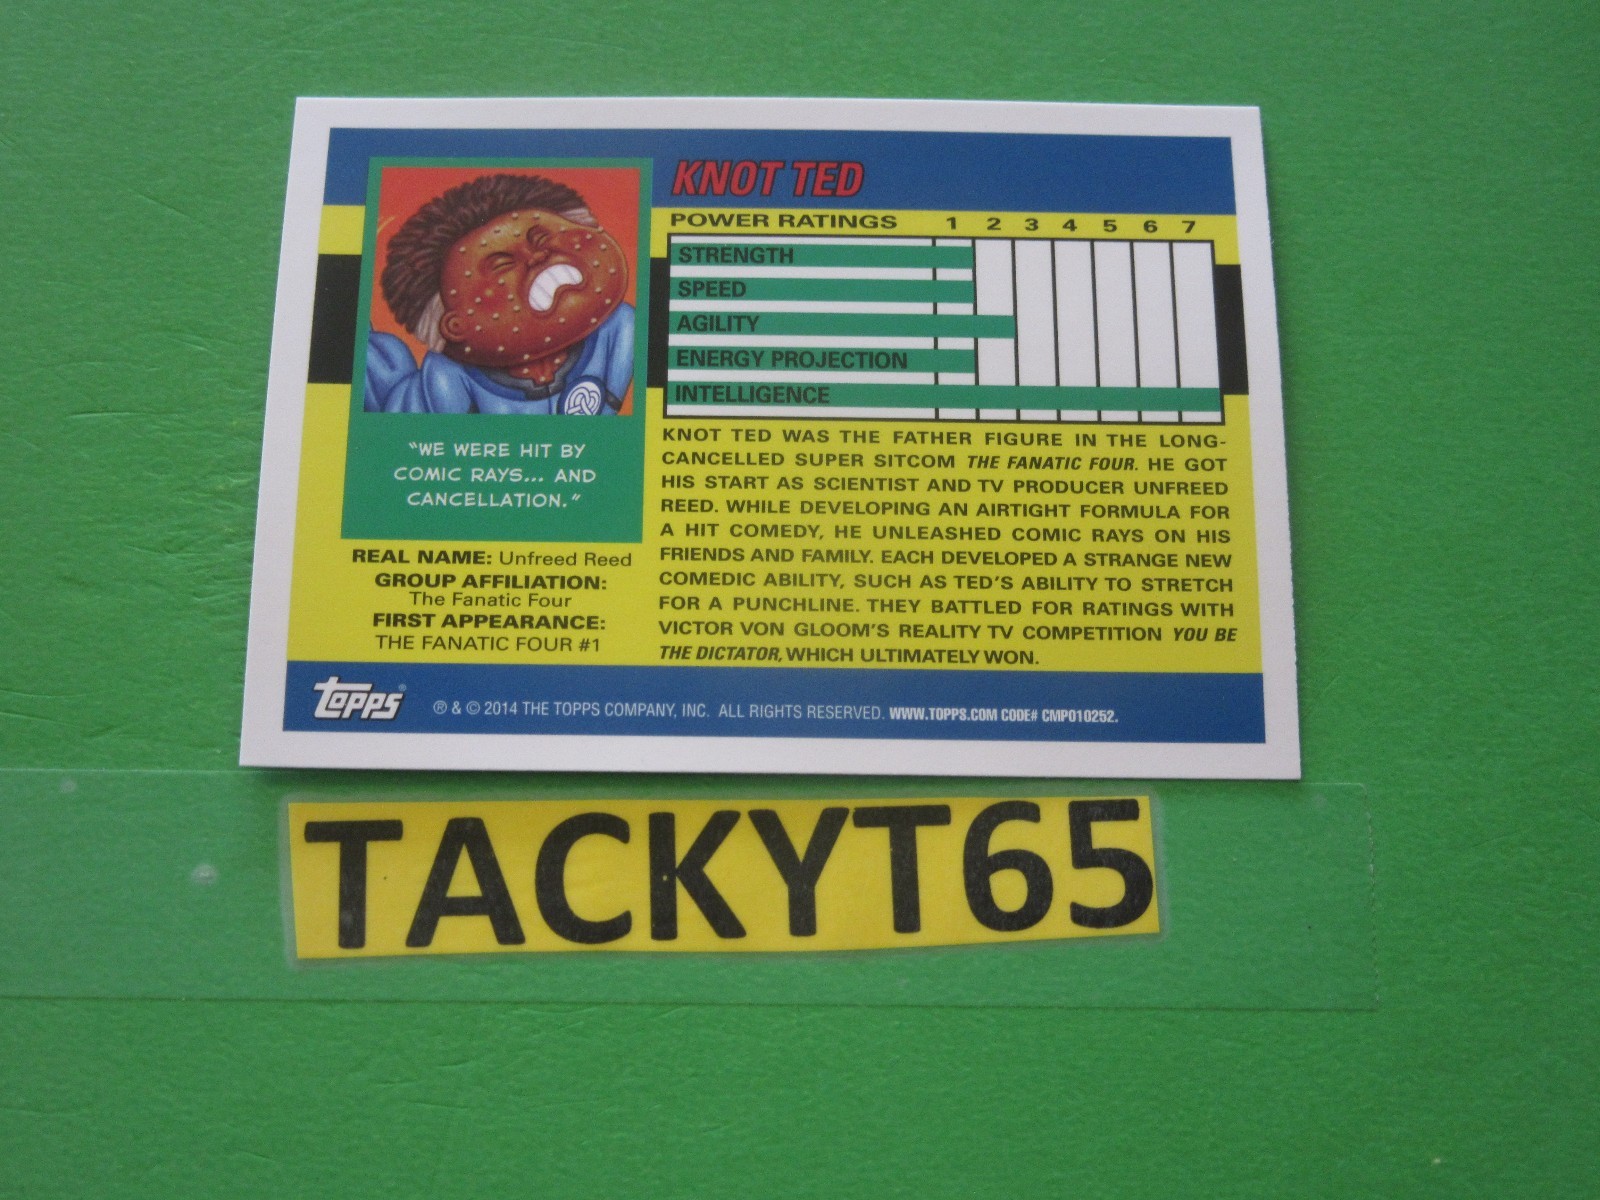 KNOT TED
POWER RATINGS 1 2 3 4 5 6 7
STRENGTH
SPEED
AGILITY
ENERGY PROJECTION
INTELLIGENCE
"WE WERE HIT BY
COMIC RAYS... AND
CANCELLATION."
REAL NAME: Unfreed Reed
GROUP AFFILIATION:
The Fanatic Four
FIRST APPEARANCE:
THE FANATIC FOUR #1
KNOT TED WAS THE FATHER FIGURE IN THE LONG-
CANCELLED SUPER SITCOM THE FANATIC FOUR. HE GOT
HIS START AS SCIENTIST AND TV PRODUCER UNFREED
REED. WHILE DEVELOPING AN AIRTIGHT FORMULA FOR
A HIT COMEDY, HE UNLEASHED COMIC RAYS ON HIS
FRIENDS AND FAMILY. EACH DEVELOPED A STRANGE NEW
COMEDIC ABILITY, SUCH AS TED'S ABILITY TO STRETCH
FOR A PUNCHLINE. THEY BATTLED FOR RATINGS WITH
VICTOR VON GLOOM'S REALITY TV COMPETITION YOU BE
THE DICTATOR, WHICH ULTIMATELY WON.
Topps®
® & © 2014 THE TOPPS COMPANY, INC. ALL RIGHTS RESERVED. WWW.TOPPS.COM CODE# CMP010252.
TACKYT65